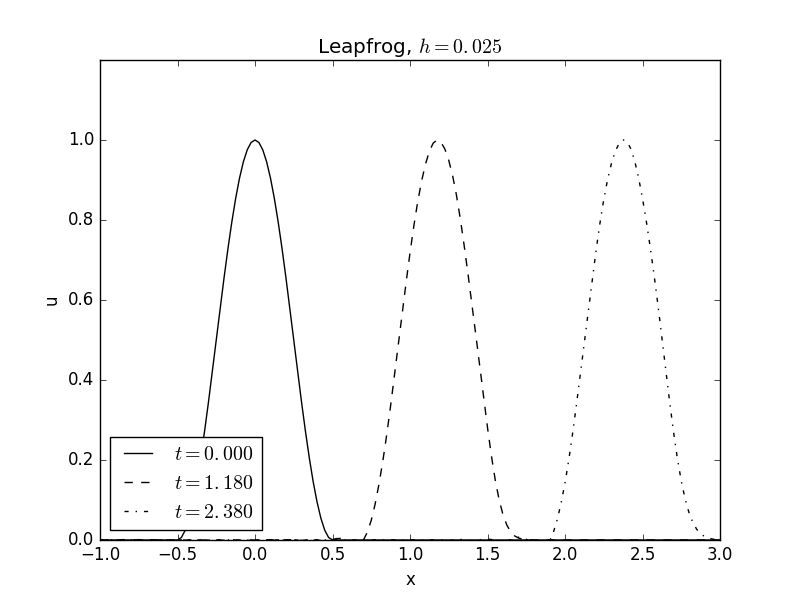 Leapfrog, h = 0.025
u
1.0
0.8
0.6
0.4
0.2
0.0
t = 0.000
t = 1.180
t = 2.380
−1.0 −0.5 0.0 0.5 1.0 1.5 2.0 2.5 3.0
x